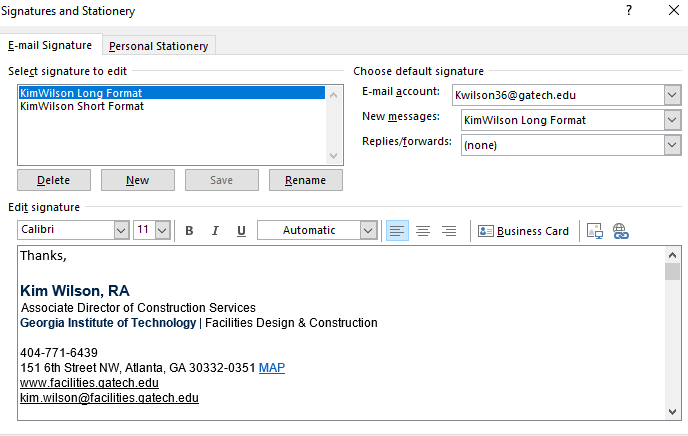 Signatures and Stationery
E-mail Signature Personal Stationery
Select signature to edit
KimWilson Long Format
KimWilson Short Format
Delete New Save Rename
Choose default signature
E-mail account: Kwilson36@gatech.edu
New messages: KimWilson Long Format
Replies/forwards: (none)
Edit signature
Calibri 11 B I U Automatic Business Card
Thanks,
Kim Wilson, RA
Associate Director of Construction Services
Georgia Institute of Technology | Facilities Design & Construction
404-771-6439
151 6th Street NW, Atlanta, GA 30332-0351 MAP
www.facilities.gatech.edu
kim.wilson@facilities.gatech.edu